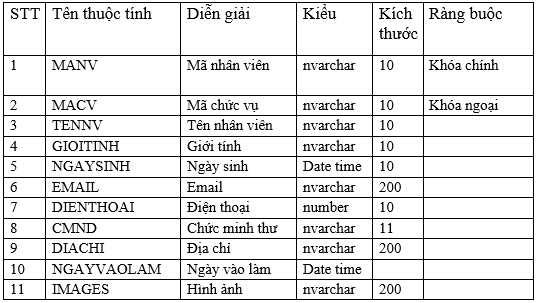 STT Tên thuộc tính Diễn giải Kiểu Kích thước Ràng buộc
1 MANV Mã nhân viên nvarchar 10 Khóa chính
2 MACV Mã chức vụ nvarchar 10 Khóa ngoại
3 TENNV Tên nhân viên nvarchar 10
4 GIOITINH Giới tính nvarchar 10
5 NGAYSINH Ngày sinh Date time 10
6 EMAIL Email nvarchar 200
7 DIENTHOAI Điện thoại number 10
8 CMND Chức minh thư nvarchar 11
9 DIACHI Địa chỉ nvarchar 200
10 NGAYVAOLAM Ngày vào làm Date time
11 IMAGES Hình ảnh nvarchar 200